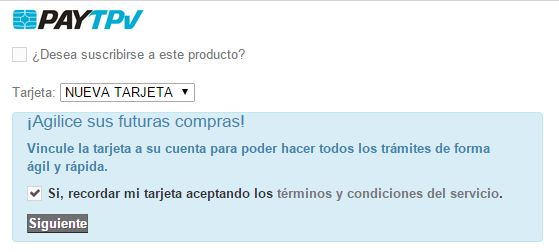 PAYTPV
¿Desea suscribirse a este producto?
Tarjeta: NUEVA TARJETA
¡Agilice sus futuras compras!
Vincule la tarjeta a su cuenta para poder hacer todos los trámites de forma
ágil y rápida.
Si, recordar mi tarjeta aceptando los términos y condiciones del servicio.
Siguiente